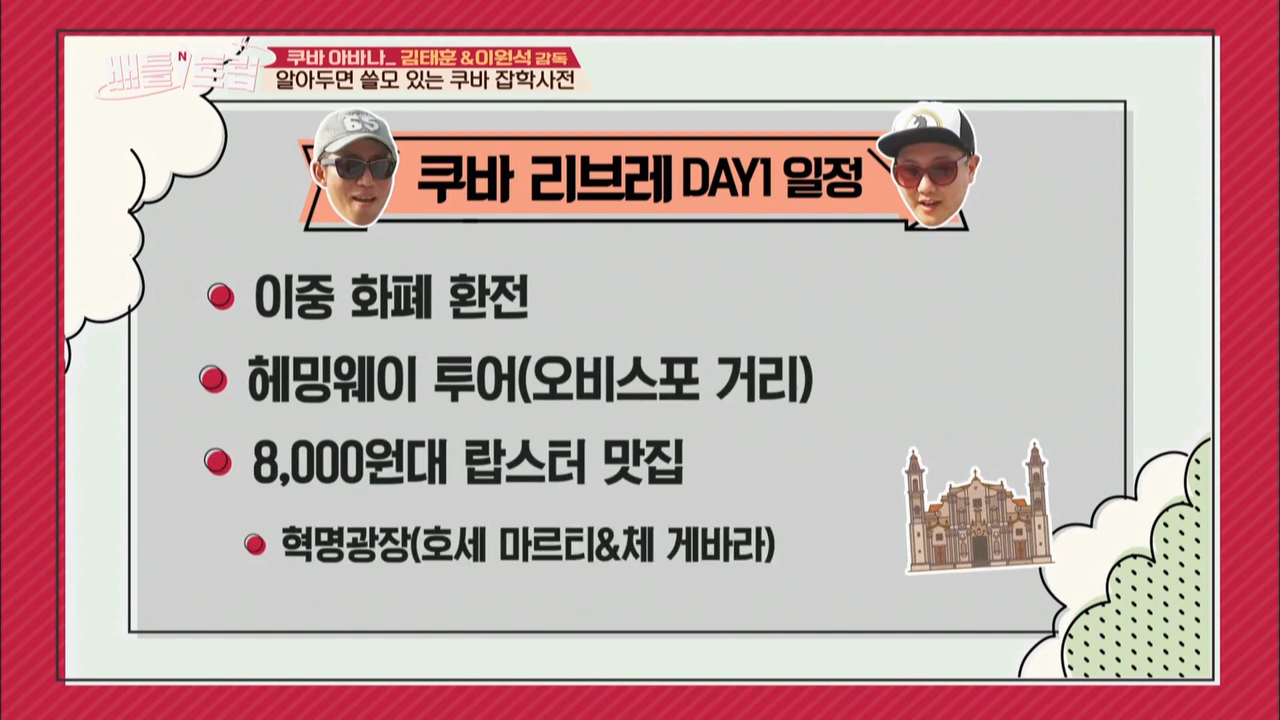 배틀N트립
쿠바 아바나_ 김태훈&이원석 감독
알아두면 쓸모 있는 쿠바 잡학사전
65
쿠바 리브레 DAY1 일정
이중 화폐 환전
헤밍웨이 투어(오비스포 거리)
8,000원대 랍스터 맛집
혁명광장(호세 마르티&체 게바라)